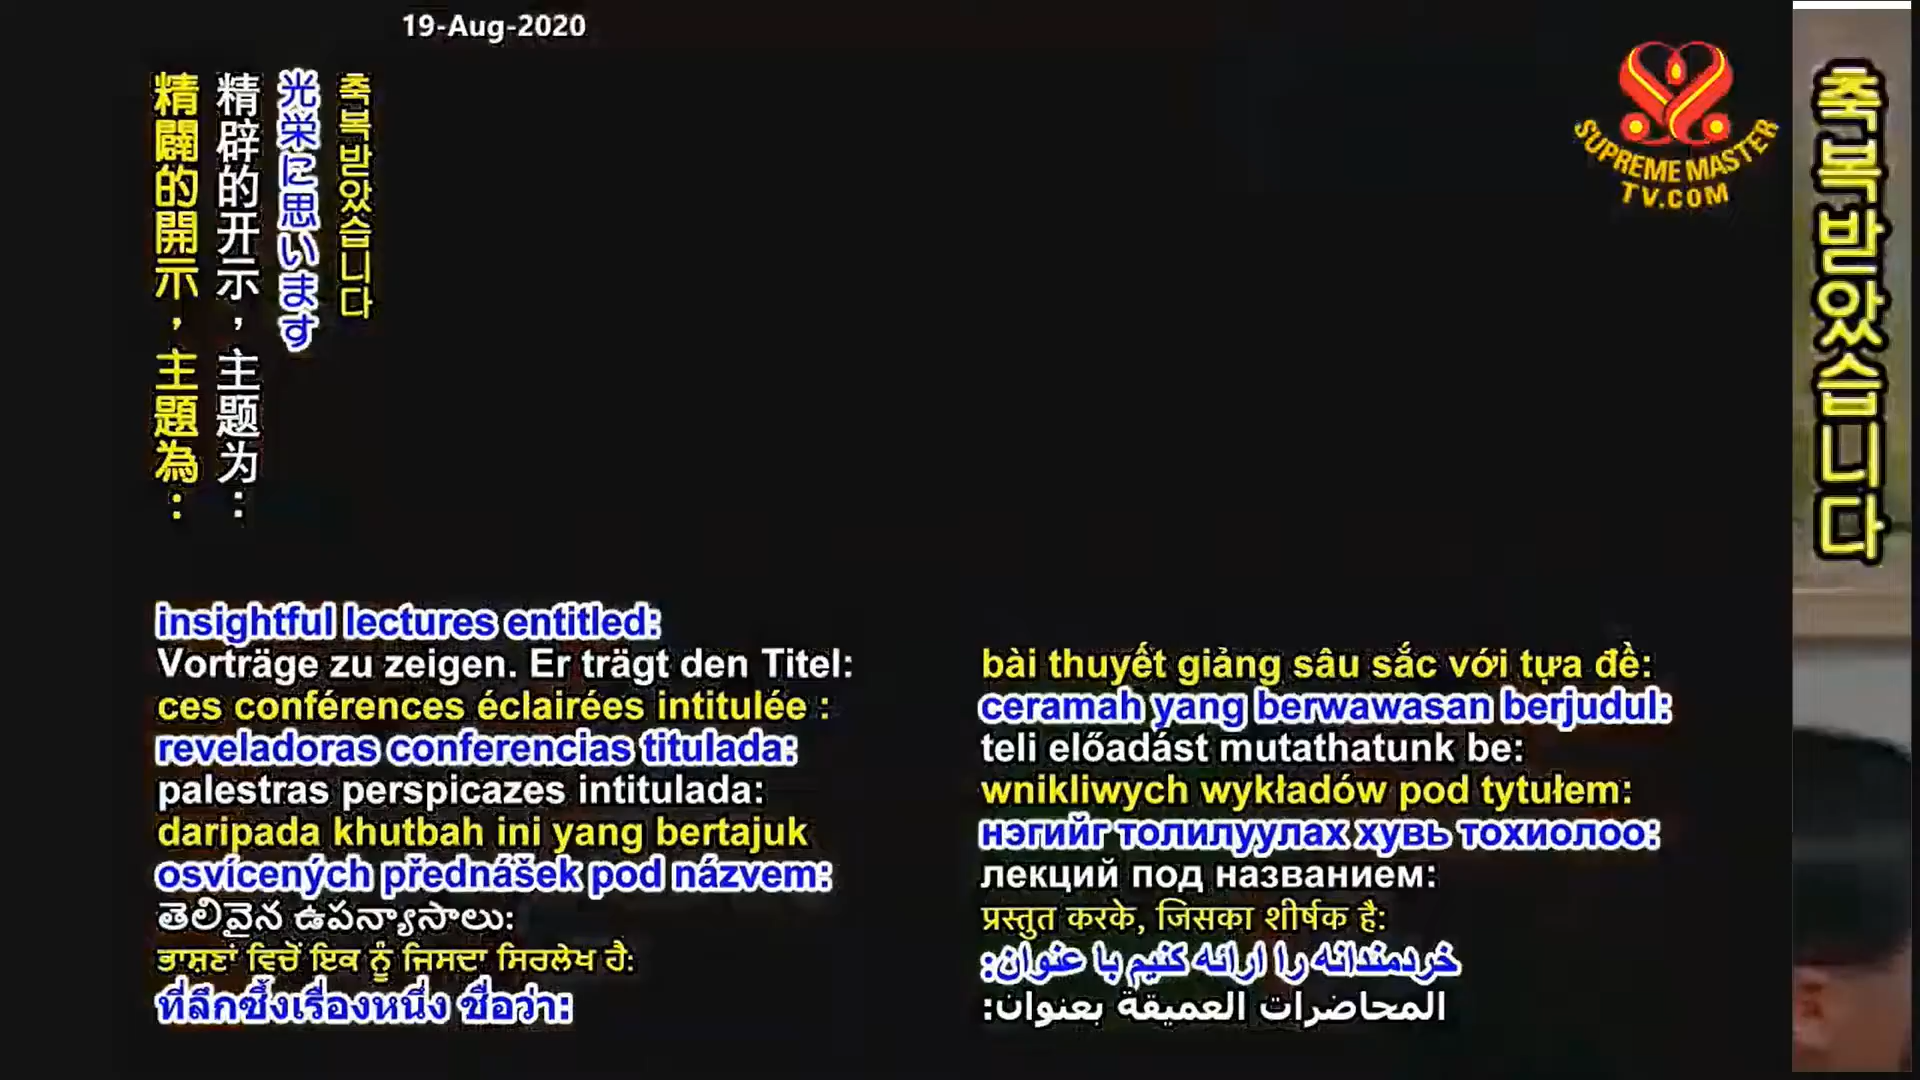 19-Aug-2020
SUPREME MASTER
TV.COM
精闢的開示，主題為：
精辟的开示，主题为：
光栄に思います
축복받았습니다
축복받았습니다
insightful lectures entitled:
Vorträge zu zeigen. Er trägt den Titel:
ces conférences éclairées intitulée :
reveladoras conferencias titulada:
palestras perspicazes intitulada:
daripada khutbah ini yang bertajuk
osvícených přednášek pod názvem:
తెలివైన ఉపన్యాసాలు:
ਭਾਸ਼ਣਾਂ ਵਿਚੋਂ ਇਕ ਨੂੰ ਜਿਸਦਾ ਸਿਰਲੇਖ ਹੈ:
ที่ลึกซึ้งเรื่องหนึ่ง ชื่อว่า:
bài thuyết giảng sâu sắc với tựa đề:
ceramah yang berwawasan berjudul:
teli előadást mutathatunk be:
wnikliwych wykładów pod tytułem:
нэгийг толилуулах хувь тохиолоо:
лекций под названием:
प्रस्तुत करके, जिसका शीर्षक है:
خردمندانه را ارائه کنیم با عنوان:
المحاضرات العميقة بعنوان: